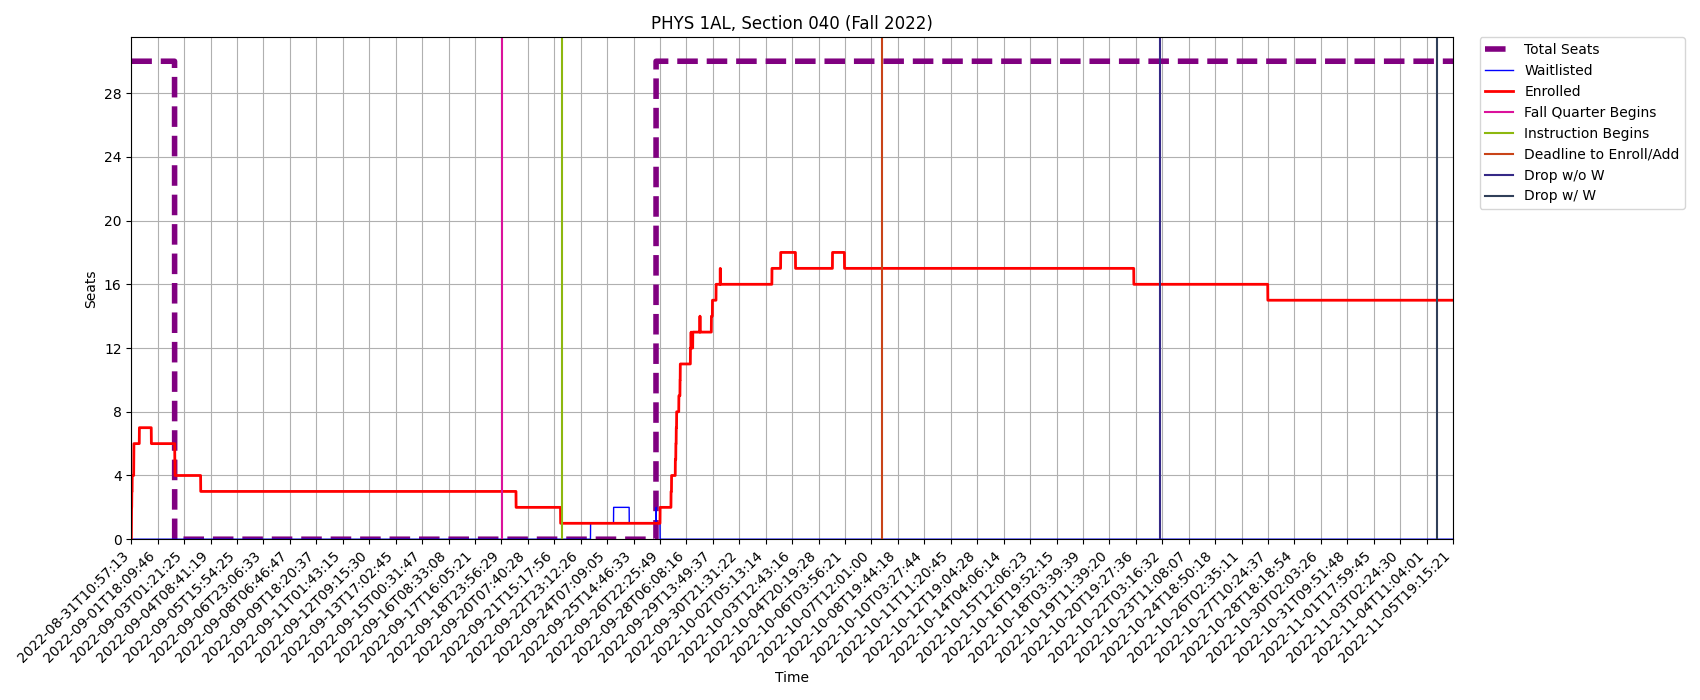 PHYS 1AL, Section 040 (Fall 2022)
Total Seats
Waitlisted
Enrolled
Fall Quarter Begins
Instruction Begins
Deadline to Enroll/Add
Drop w/o W
Drop w/ W
Seats
28
24
20
16
12
8
4
0
2022-08-31T10:57:13
2022-09-01T18:09:46
2022-09-03T01:21:25
2022-09-04T08:41:19
2022-09-05T15:54:25
2022-09-06T23:06:33
2022-09-08T06:46:47
2022-09-09T18:20:37
2022-09-11T01:43:15
2022-09-12T09:15:30
2022-09-13T17:02:45
2022-09-15T00:31:47
2022-09-16T08:33:08
2022-09-17T16:05:21
2022-09-18T23:56:29
2022-09-20T07:40:28
2022-09-21T15:17:56
2022-09-22T23:12:26
2022-09-24T07:09:05
2022-09-25T14:46:33
2022-09-26T22:25:49
2022-09-28T06:08:16
2022-09-29T13:49:37
2022-09-30T21:31:22
2022-10-02T05:13:14
2022-10-03T12:43:16
2022-10-04T20:19:28
2022-10-06T03:56:21
2022-10-07T12:01:00
2022-10-08T19:44:18
2022-10-10T03:27:44
2022-10-11T11:20:45
2022-10-12T19:04:28
2022-10-14T04:06:14
2022-10-15T12:06:23
2022-10-16T19:52:15
2022-10-18T03:39:39
2022-10-19T11:39:20
2022-10-20T19:27:36
2022-10-22T03:16:32
2022-10-23T11:08:07
2022-10-24T18:50:18
2022-10-26T02:35:11
2022-10-27T10:24:37
2022-10-28T18:18:54
2022-10-30T02:03:26
2022-10-31T09:51:48
2022-11-01T17:59:45
2022-11-03T02:24:30
2022-11-04T11:04:01
2022-11-05T19:15:21
Time